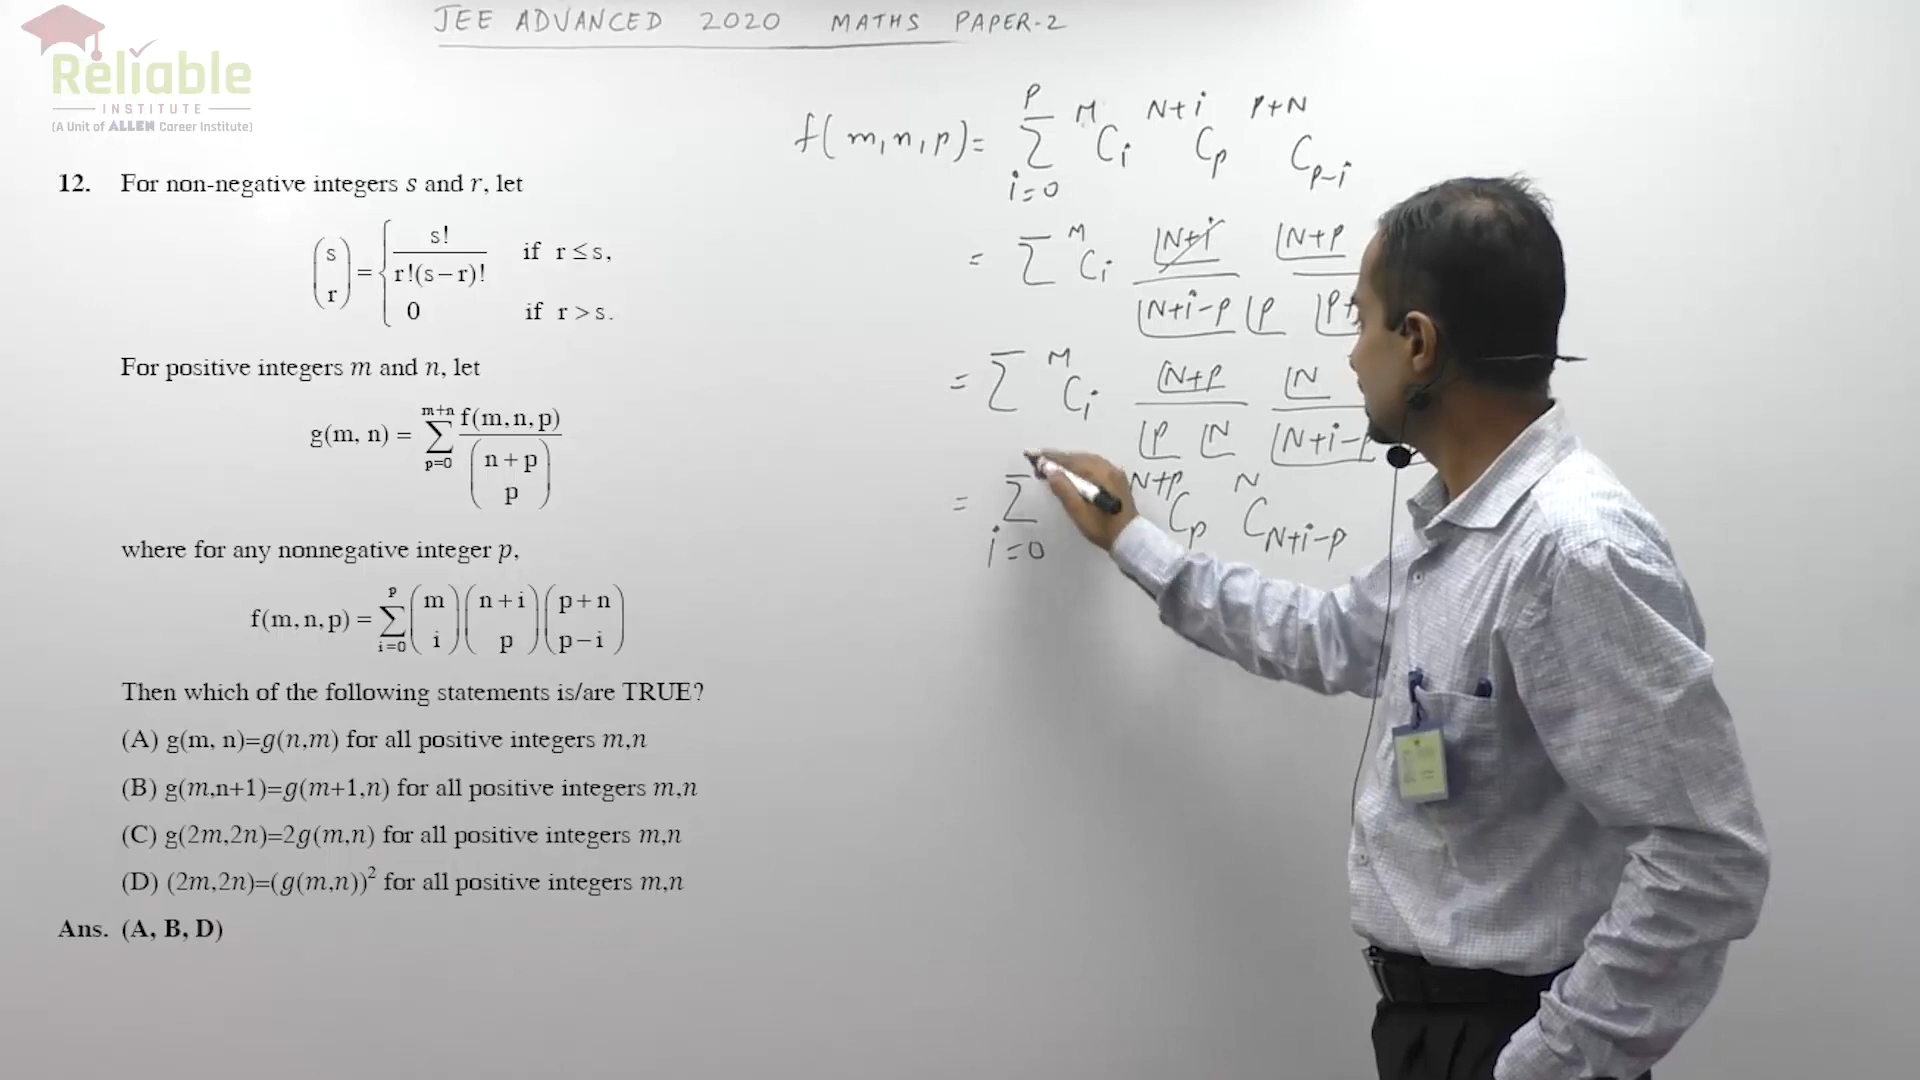 JEE ADVANCED 2020 MATHS PAPER-2
Reliable
INSTITUTE
(A Unit of ALLEN Career Institute)
12. For non-negative integers s and r, let
(s r) = { s! / r!(s−r)! if r ≤ s,
0 if r > s.
For positive integers m and n, let
g(m, n) = Σ_{p=0}^{m+n} f(m,n,p) / (n+p p)
where for any nonnegative integer p,
f(m,n,p) = Σ_{i=0}^{p} (m i) (n+i p) (p+n p−i)
Then which of the following statements is/are TRUE?
(A) g(m, n)=g(n,m) for all positive integers m,n
(B) g(m,n+1)=g(m+1,n) for all positive integers m,n
(C) g(2m,2n)=2g(m,n) for all positive integers m,n
(D) (2m,2n)=(g(m,n))² for all positive integers m,n
Ans. (A, B, D)
f(m,n,p) = Σ_{i=0}^{p} ᴹCᵢ ᴺ⁺ⁱC_p ᴾ⁺ᴺC_{p−i}
= Σ ᴹCᵢ |N+i / |N+i−p |p |N+p / |p+
= Σ ᴹCᵢ |N+p / |p |N |N / |N+i−p
= Σ_{i=0} ᴺ⁺ᵖC_p ᴺC_{N+i−p}